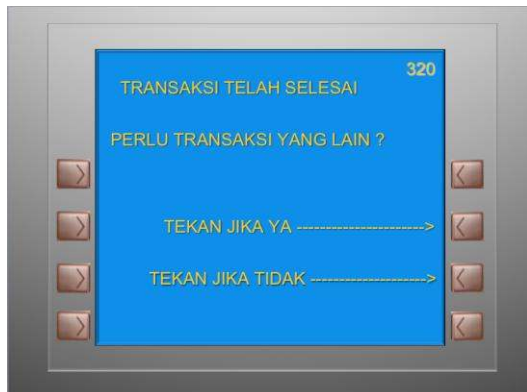 320
TRANSAKSI TELAH SELESAI
PERLU TRANSAKSI YANG LAIN ?
TEKAN JIKA YA ---------------------->
TEKAN JIKA TIDAK -------------------->